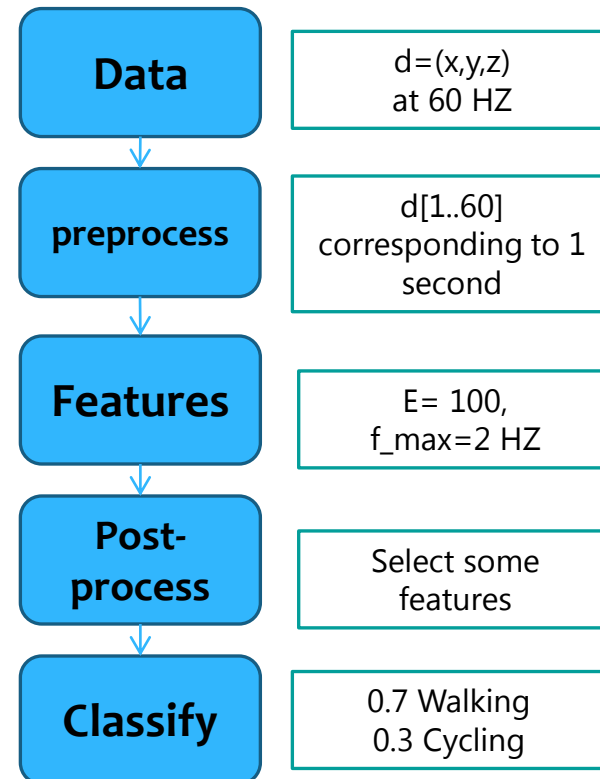 Data
d=(x,y,z)
at 60 HZ
preprocess
d[1..60]
corresponding to 1
second
Features
E= 100,
f_max=2 HZ
Post-
process
Select some
features
Classify
0.7 Walking
0.3 Cycling